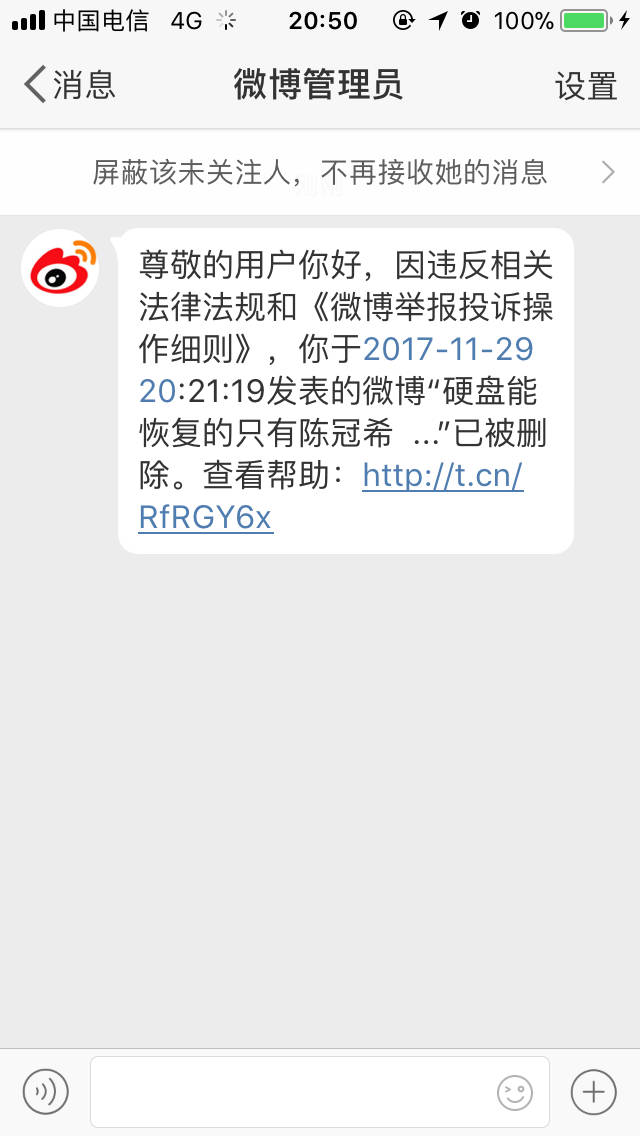 中国电信 4G 20:50 100%
消息 微博管理员 设置
屏蔽该未关注人，不再接收她的消息
尊敬的用户你好，因违反相关
法律法规和《微博举报投诉操
作细则》，你于2017-11-29
20:21:19发表的微博“硬盘能
恢复的只有陈冠希 ...”已被删
除。查看帮助：http://t.cn/
RfRGY6x